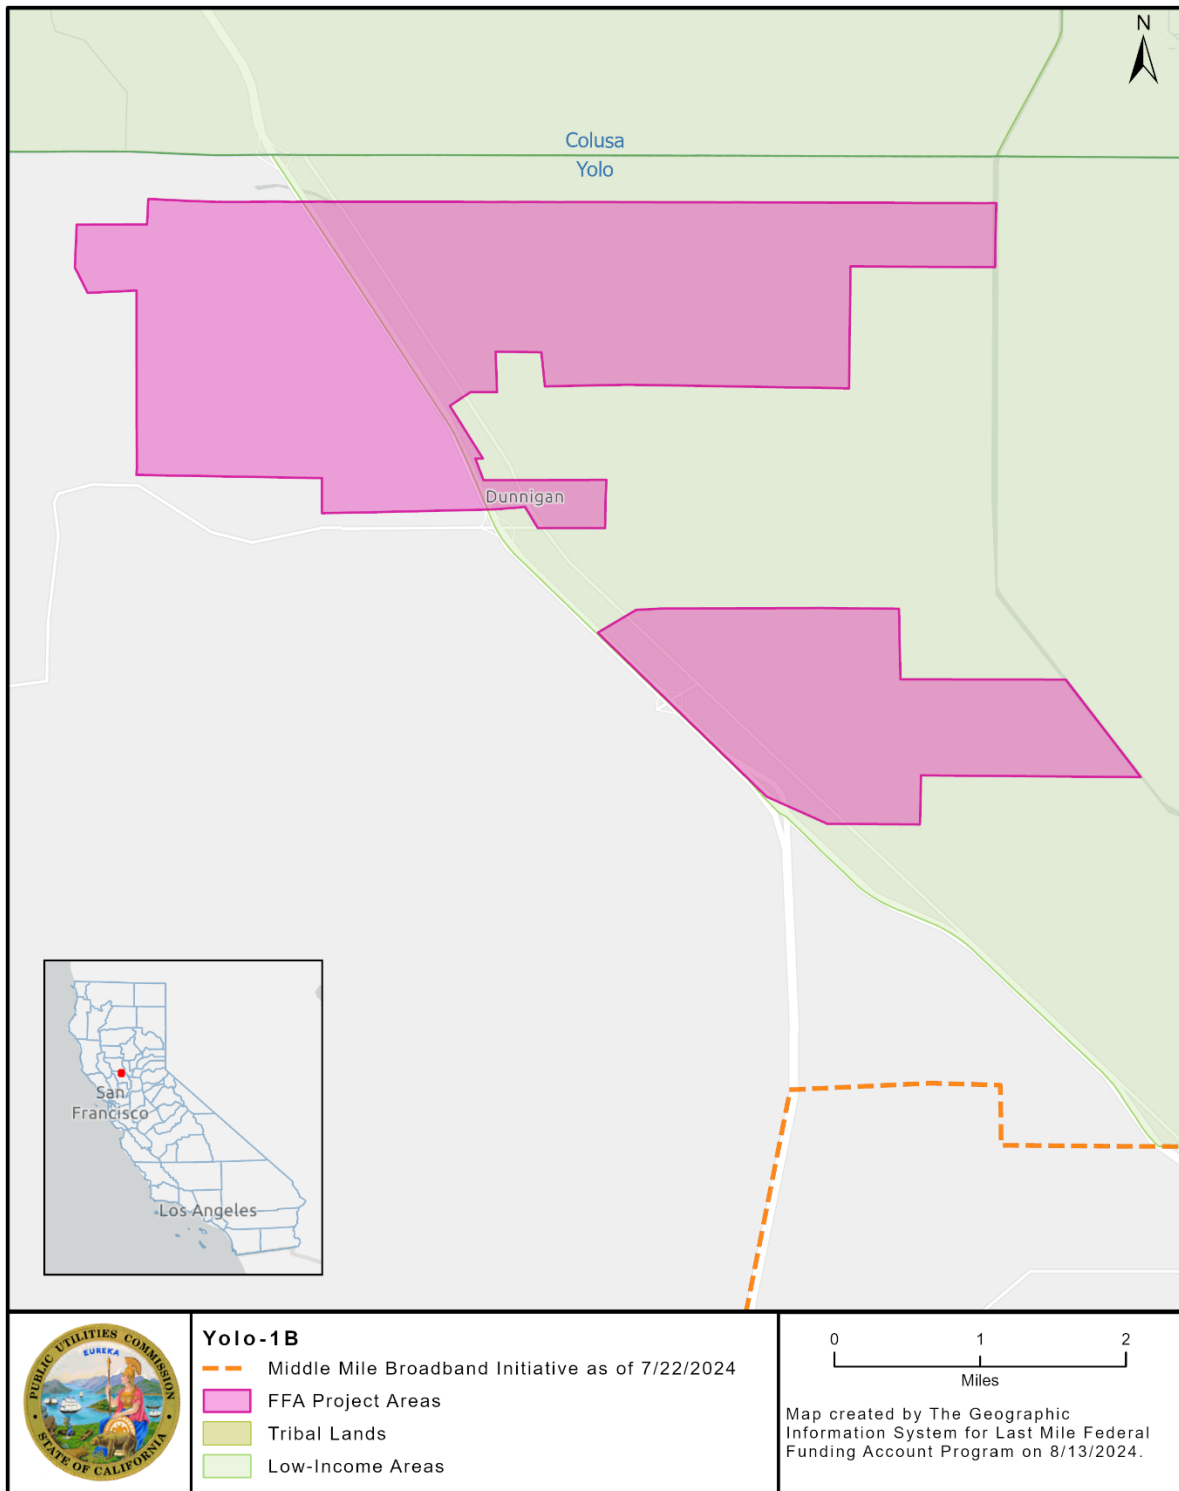 N
Colusa
Yolo
Dunnigan
San
Francisco
Los Angeles
PUBLIC UTILITIES COMMISSION
EUREKA
STATE OF CALIFORNIA
Yolo-1B
Middle Mile Broadband Initiative as of 7/22/2024
FFA Project Areas
Tribal Lands
Low-Income Areas
0 1 2
Miles
Map created by The Geographic
Information System for Last Mile Federal
Funding Account Program on 8/13/2024.